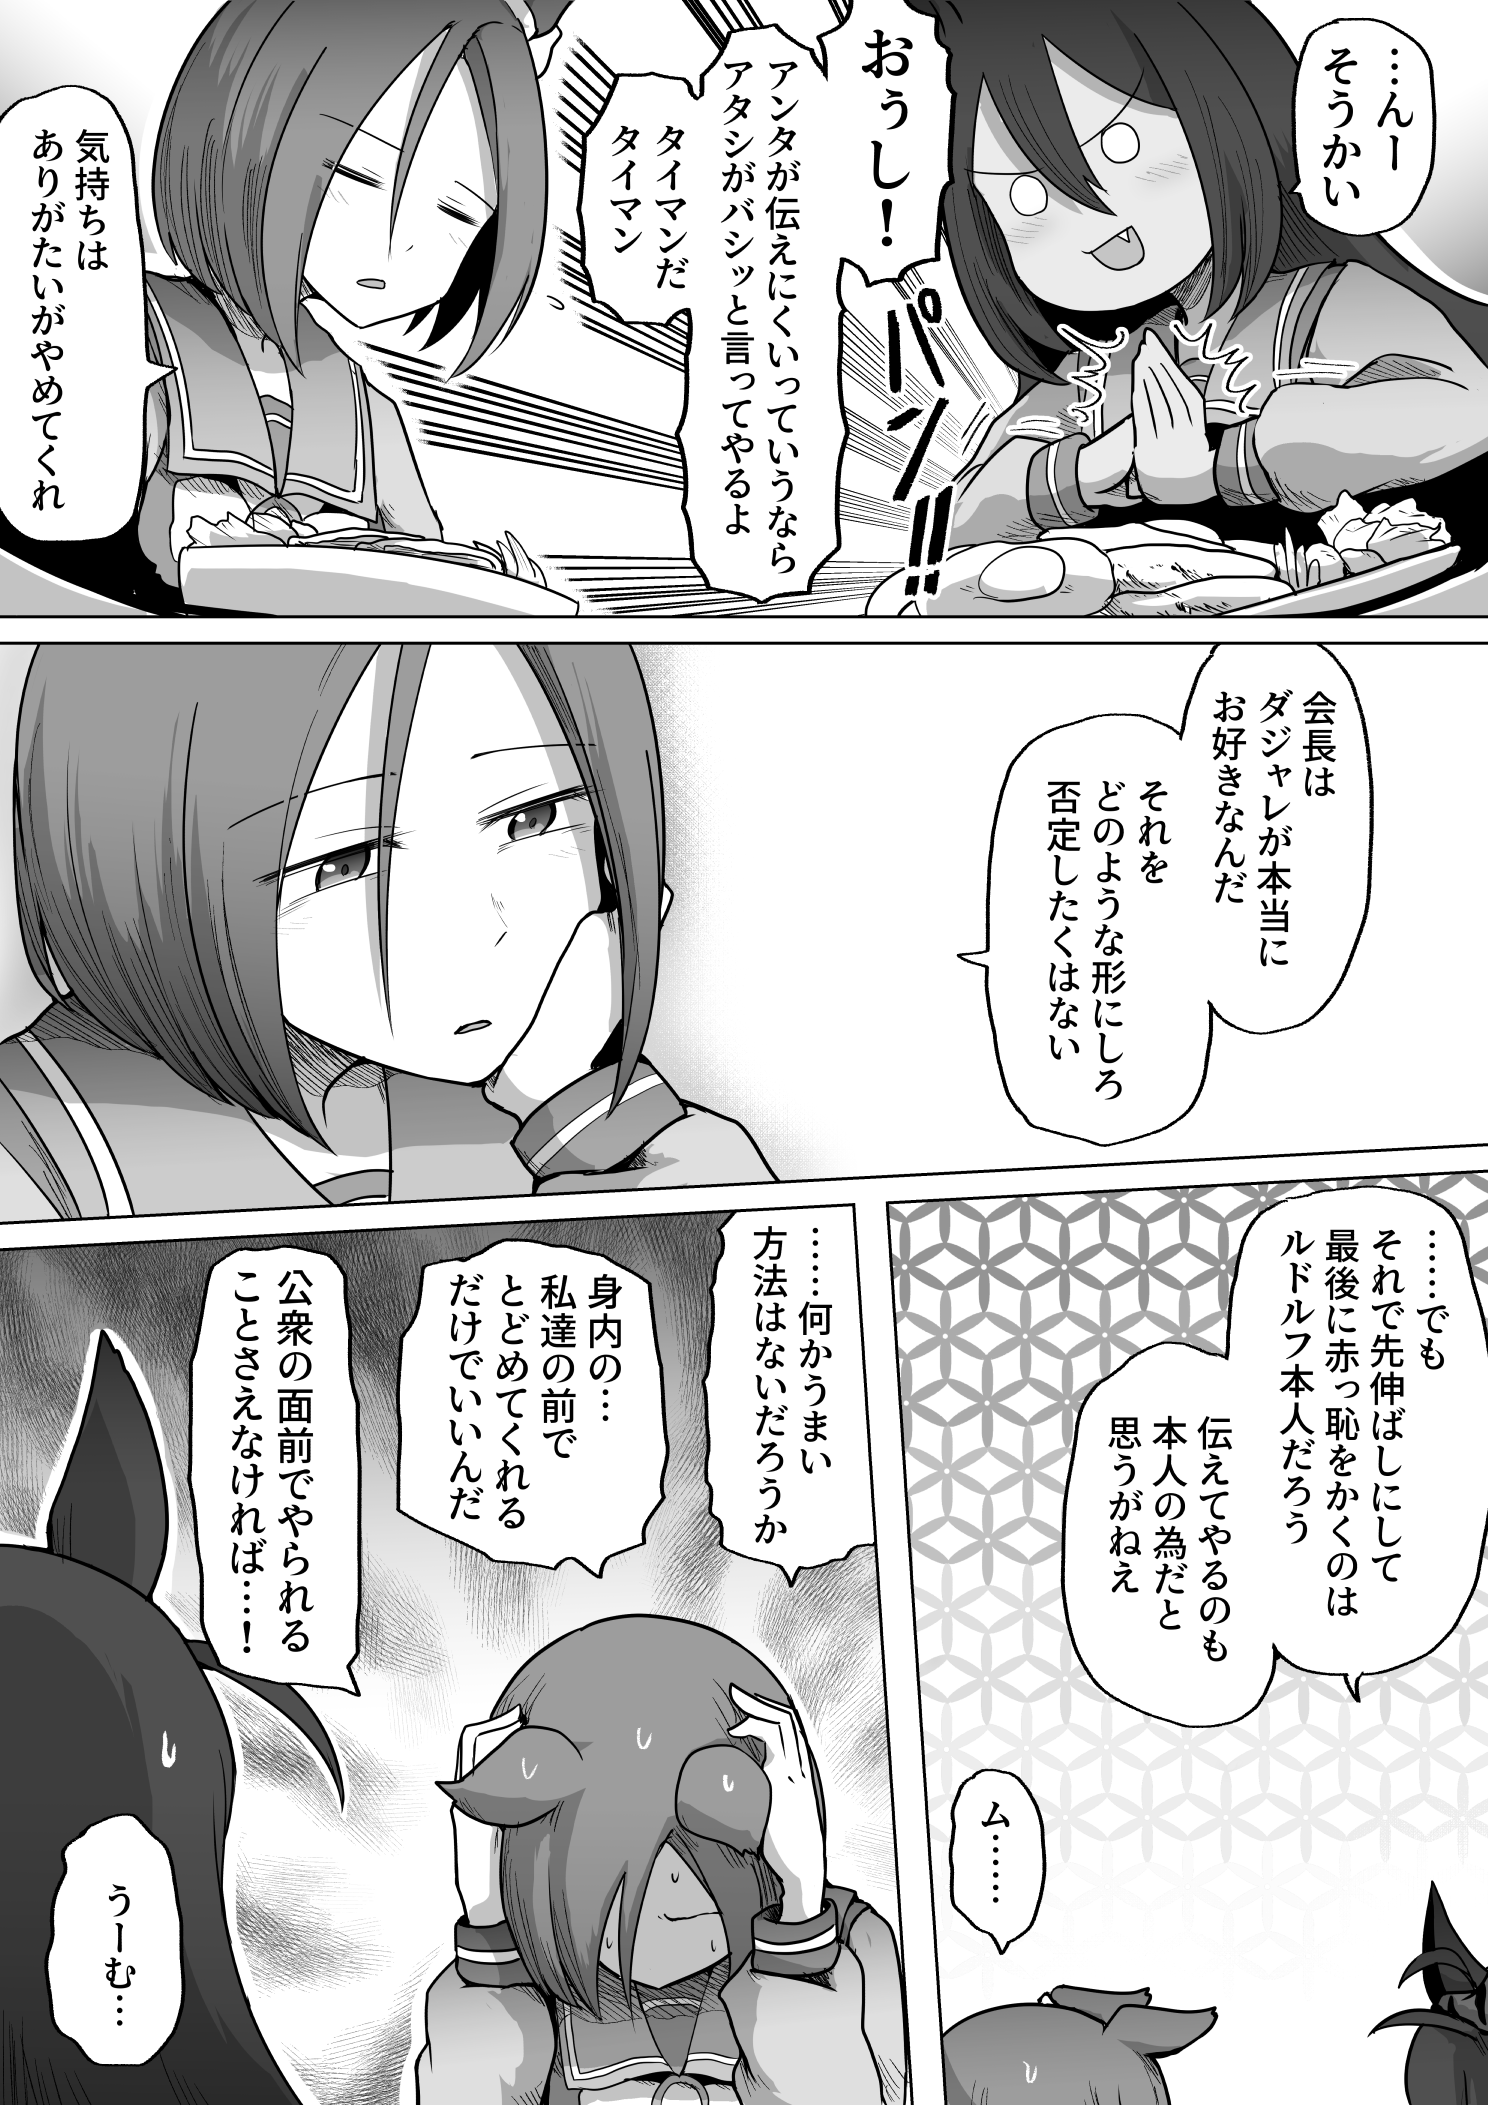 …んー
そうかい
おぅし！
アンタが伝えにくいっていうなら
アタシがバシッと言ってやるよ
タイマンだ
タイマン
パンッ!!
気持ちは
ありがたいがやめてくれ
会長は
ダジャレが本当に
お好きなんだ
それを
どのような形にしろ
否定したくはない
……でも
それで先伸ばしにして
最後に赤っ恥をかくのは
ルドルフ本人だろう
伝えてやるのも
本人の為だと
思うがねえ
ム……
……何かうまい
方法はないだろうか
身内の…
私達の前で
とどめてくれる
だけでいいんだ
公衆の面前でやられる
ことさえなければ…！
うーむ…